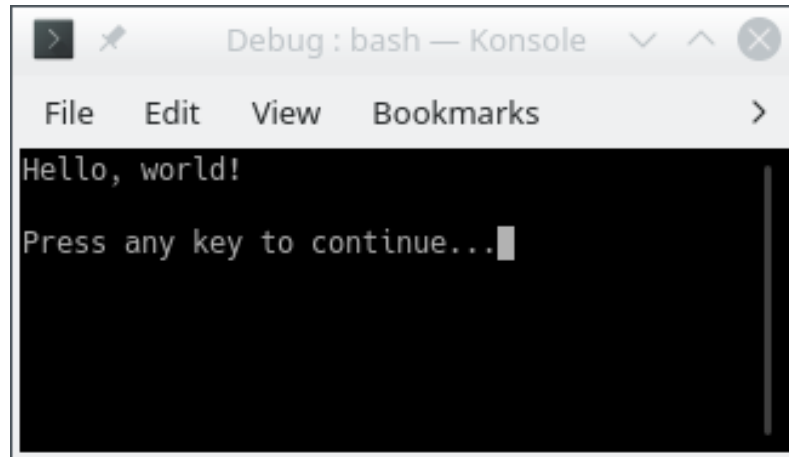 Debug : bash — Konsole
File Edit View Bookmarks
Hello, world!
Press any key to continue...